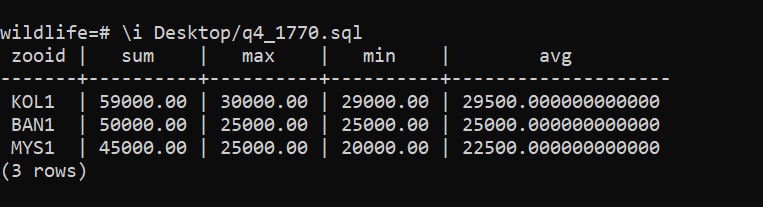 wildlife=# \i Desktop/q4_1770.sql
 zooid |   sum    |   max    |   min    |        avg
-------+----------+----------+----------+--------------------
 KOL1  | 59000.00 | 30000.00 | 29000.00 | 29500.000000000000
 BAN1  | 50000.00 | 25000.00 | 25000.00 | 25000.000000000000
 MYS1  | 45000.00 | 25000.00 | 20000.00 | 22500.000000000000
(3 rows)